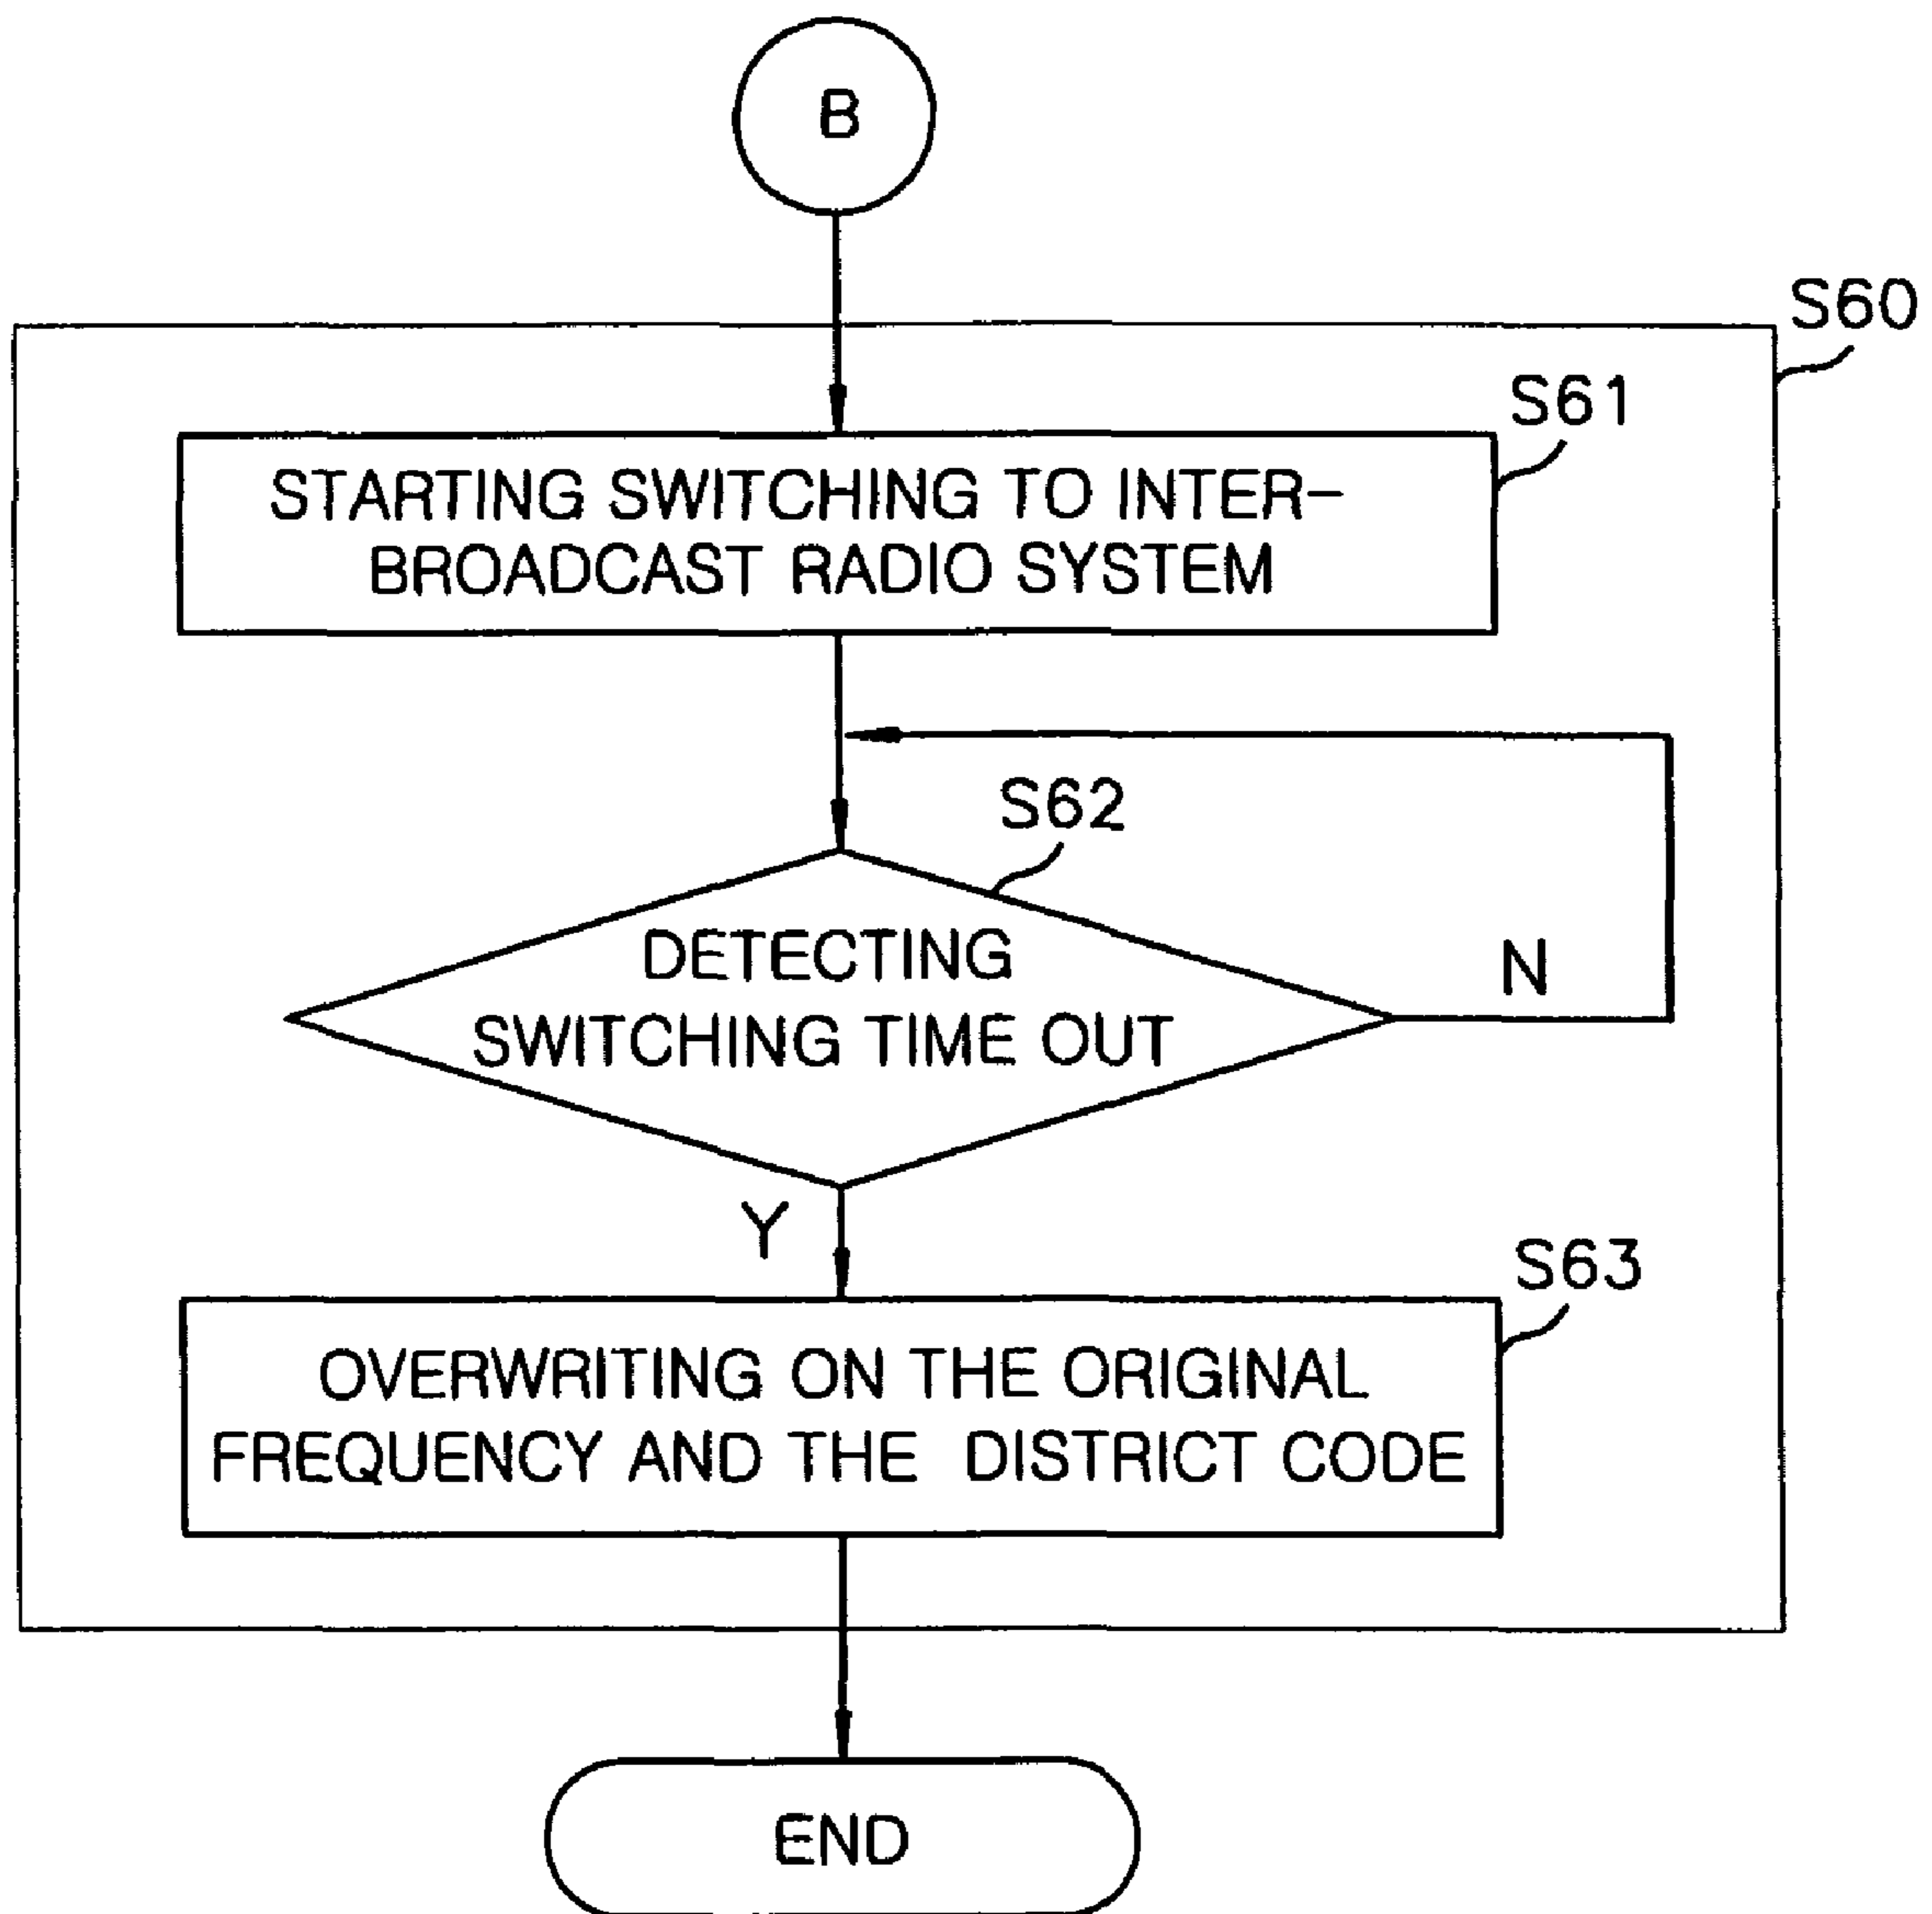 B
S60
S61
STARTING SWITCHING TO INTER-
BROADCAST RADIO SYSTEM
S62
DETECTING
SWITCHING TIME OUT
N
Y
S63
OVERWRITING ON THE ORIGINAL
FREQUENCY AND THE DISTRICT CODE
END